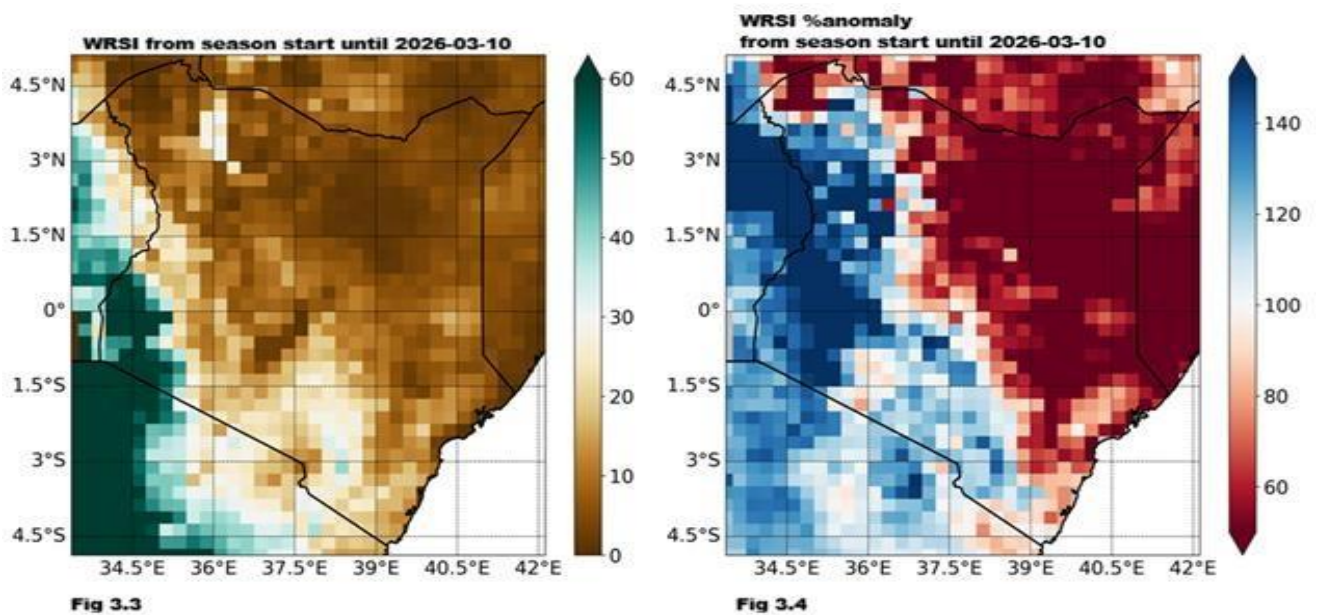 WRSI from season start until 2026-03-10
4.5°N
3°N
1.5°N
0°
1.5°S
3°S
4.5°S
34.5°E 36°E 37.5°E 39°E 40.5°E 42°E
60
50
40
30
20
10
0
Fig 3.3
WRSI %anomaly
from season start until 2026-03-10
4.5°N
3°N
1.5°N
0°
1.5°S
3°S
4.5°S
34.5°E 36°E 37.5°E 39°E 40.5°E 42°E
140
120
100
80
60
Fig 3.4